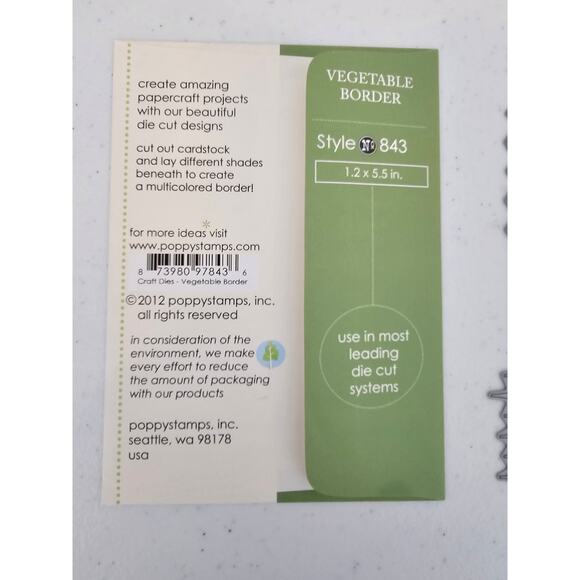 create amazing
papercraft projects
with our beautiful
die cut designs
cut out cardstock
and lay different shades
beneath to create
a multicolored border!
for more ideas visit
www.poppystamps.com
8 73980 97843 6
Craft Dies - Vegetable Border
©2012 poppystamps, inc.
all rights reserved
in consideration of the
environment, we make
every effort to reduce
the amount of packaging
with our products
poppystamps, inc.
seattle, wa 98178
usa
VEGETABLE
BORDER
Style No 843
1.2 x 5.5 in.
use in most
leading
die cut
systems